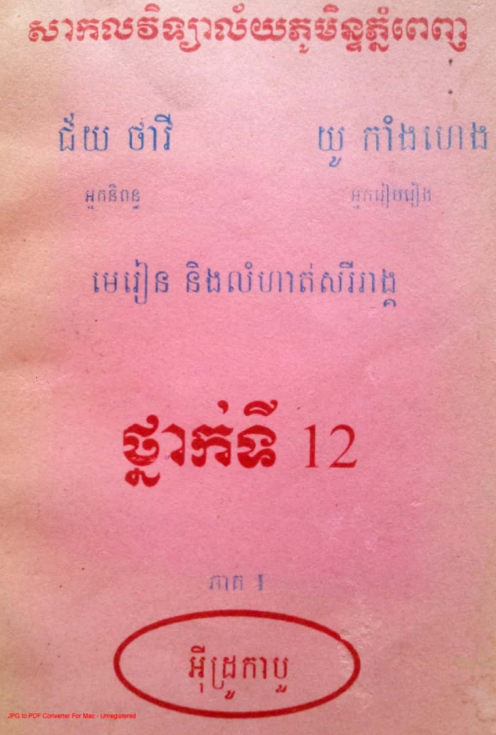 សាកលវិទ្យាល័យភូមិន្ទភ្នំពេញ
ជ័យ ថាវី យូ កាំងហេង
អ្នកនិពន្ធ អ្នករៀបរៀង
មេរៀន និងលំហាត់សរីរាង្គ
ថ្នាក់ទី 12
ភាគ 1
អ៊ីដ្រូកាបួ
JPG to PDF Converter For Mac - Unregistered